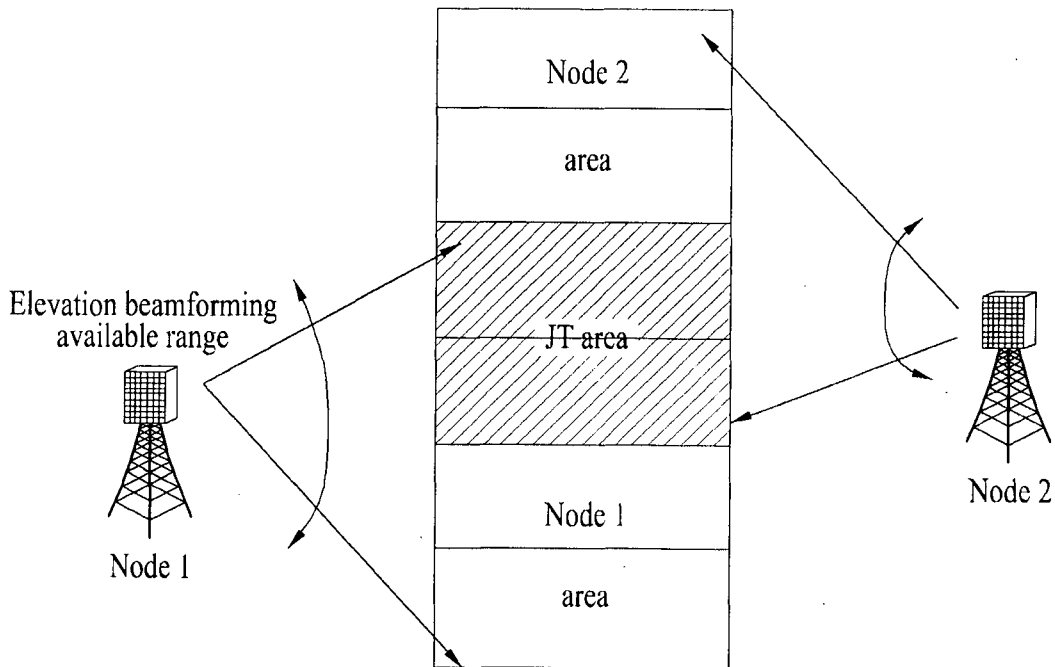 Node 2
area
Elevation beamforming
available range
JT area
Node 1
area
Node 1
Node 2